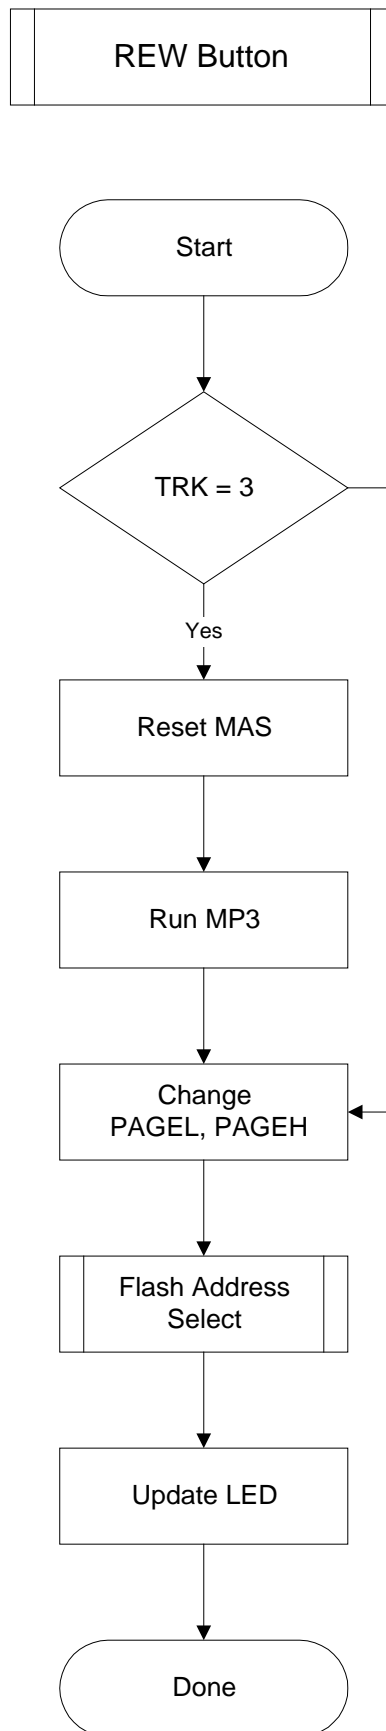 REW Button
Start
TRK = 3
Yes
Reset MAS
Run MP3
Change
PAGEL, PAGEH
Flash Address
Select
Update LED
Done